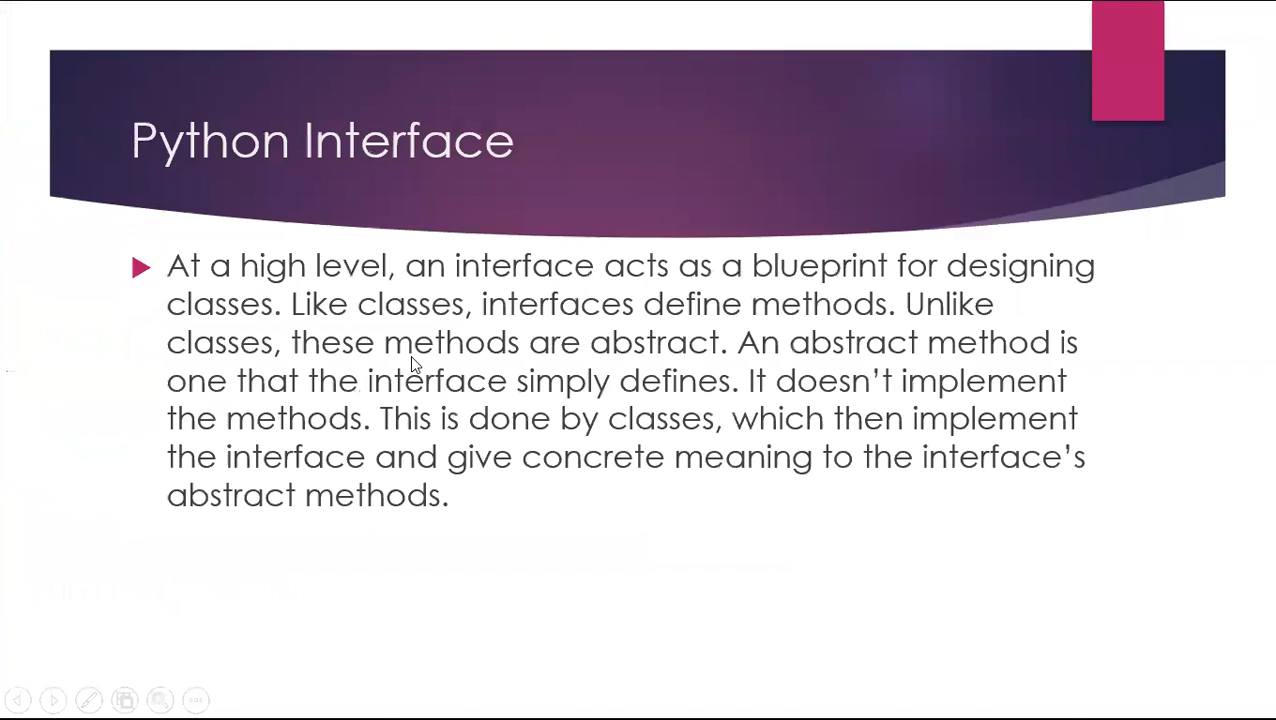 Python Interface
At a high level, an interface acts as a blueprint for designing
classes. Like classes, interfaces define methods. Unlike
classes, these methods are abstract. An abstract method is
one that the interface simply defines. It doesn’t implement
the methods. This is done by classes, which then implement
the interface and give concrete meaning to the interface’s
abstract methods.